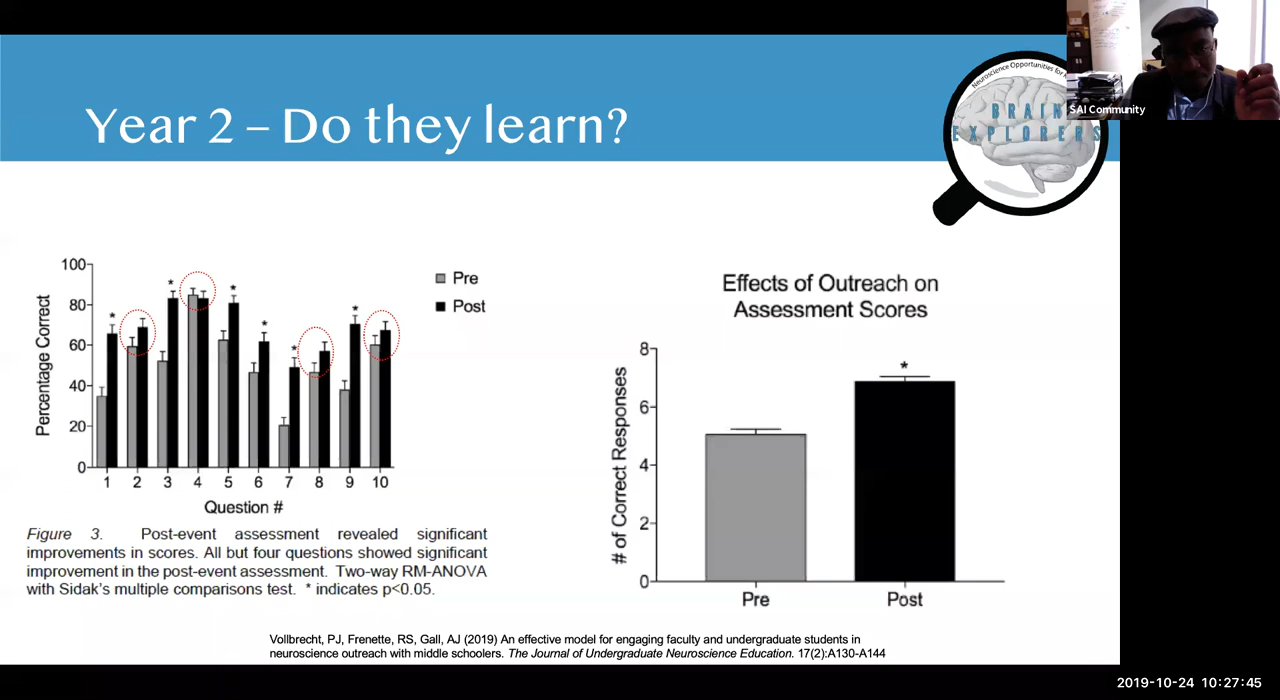 Year 2 – Do they learn?
Neuroscience Opportunities for
BRAIN
EXPLORERS
SAI Community
100
80
60
40
20
0
Percentage Correct
*
*
*
*
*
*
1 2 3 4 5 6 7 8 9 10
Question #
Pre
Post
Figure 3. Post-event assessment revealed significant
improvements in scores. All but four questions showed significant
improvement in the post-event assessment. Two-way RM-ANOVA
with Sidak's multiple comparisons test. * indicates p<0.05.
Effects of Outreach on
Assessment Scores
8
6
4
2
0
# of Correct Responses
*
Pre Post
Vollbrecht, PJ, Frenette, RS, Gall, AJ (2019) An effective model for engaging faculty and undergraduate students in
neuroscience outreach with middle schoolers. The Journal of Undergraduate Neuroscience Education. 17(2):A130-A144
2019-10-24 10:27:45